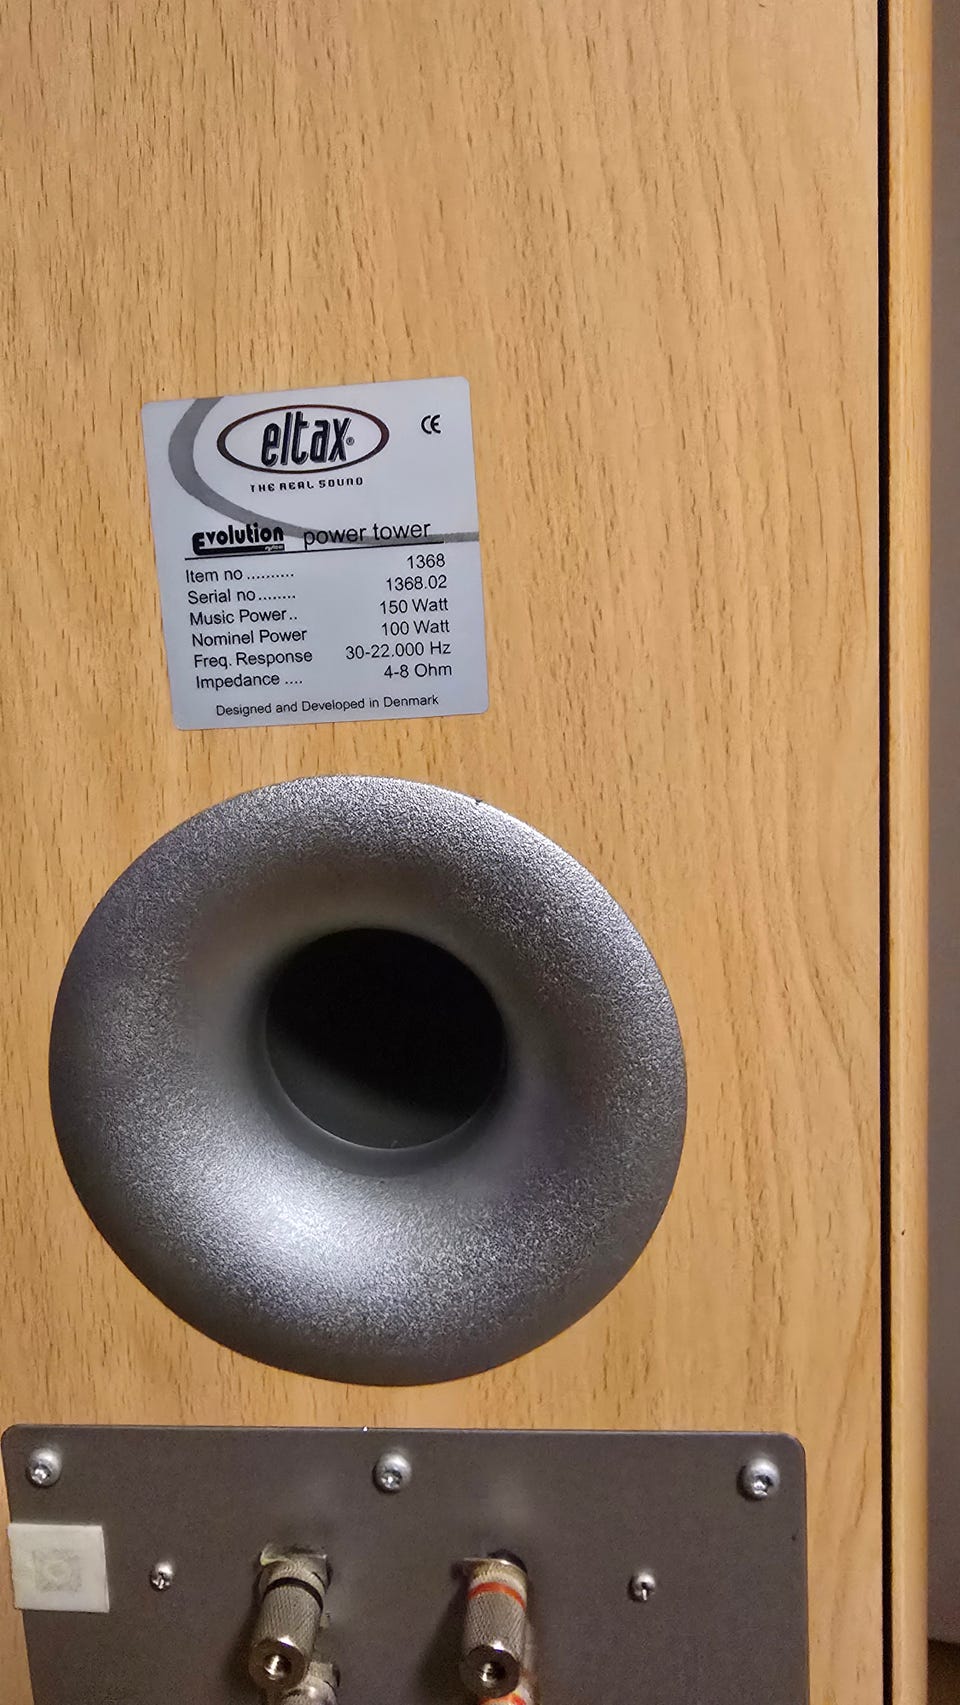 eltax®
CE
THE REAL SOUND
Evolution power tower
Item no .......... 1368
Serial no........ 1368.02
Music Power.. 150 Watt
Nominel Power 100 Watt
Freq. Response 30-22.000 Hz
Impedance .... 4-8 Ohm
Designed and Developed in Denmark